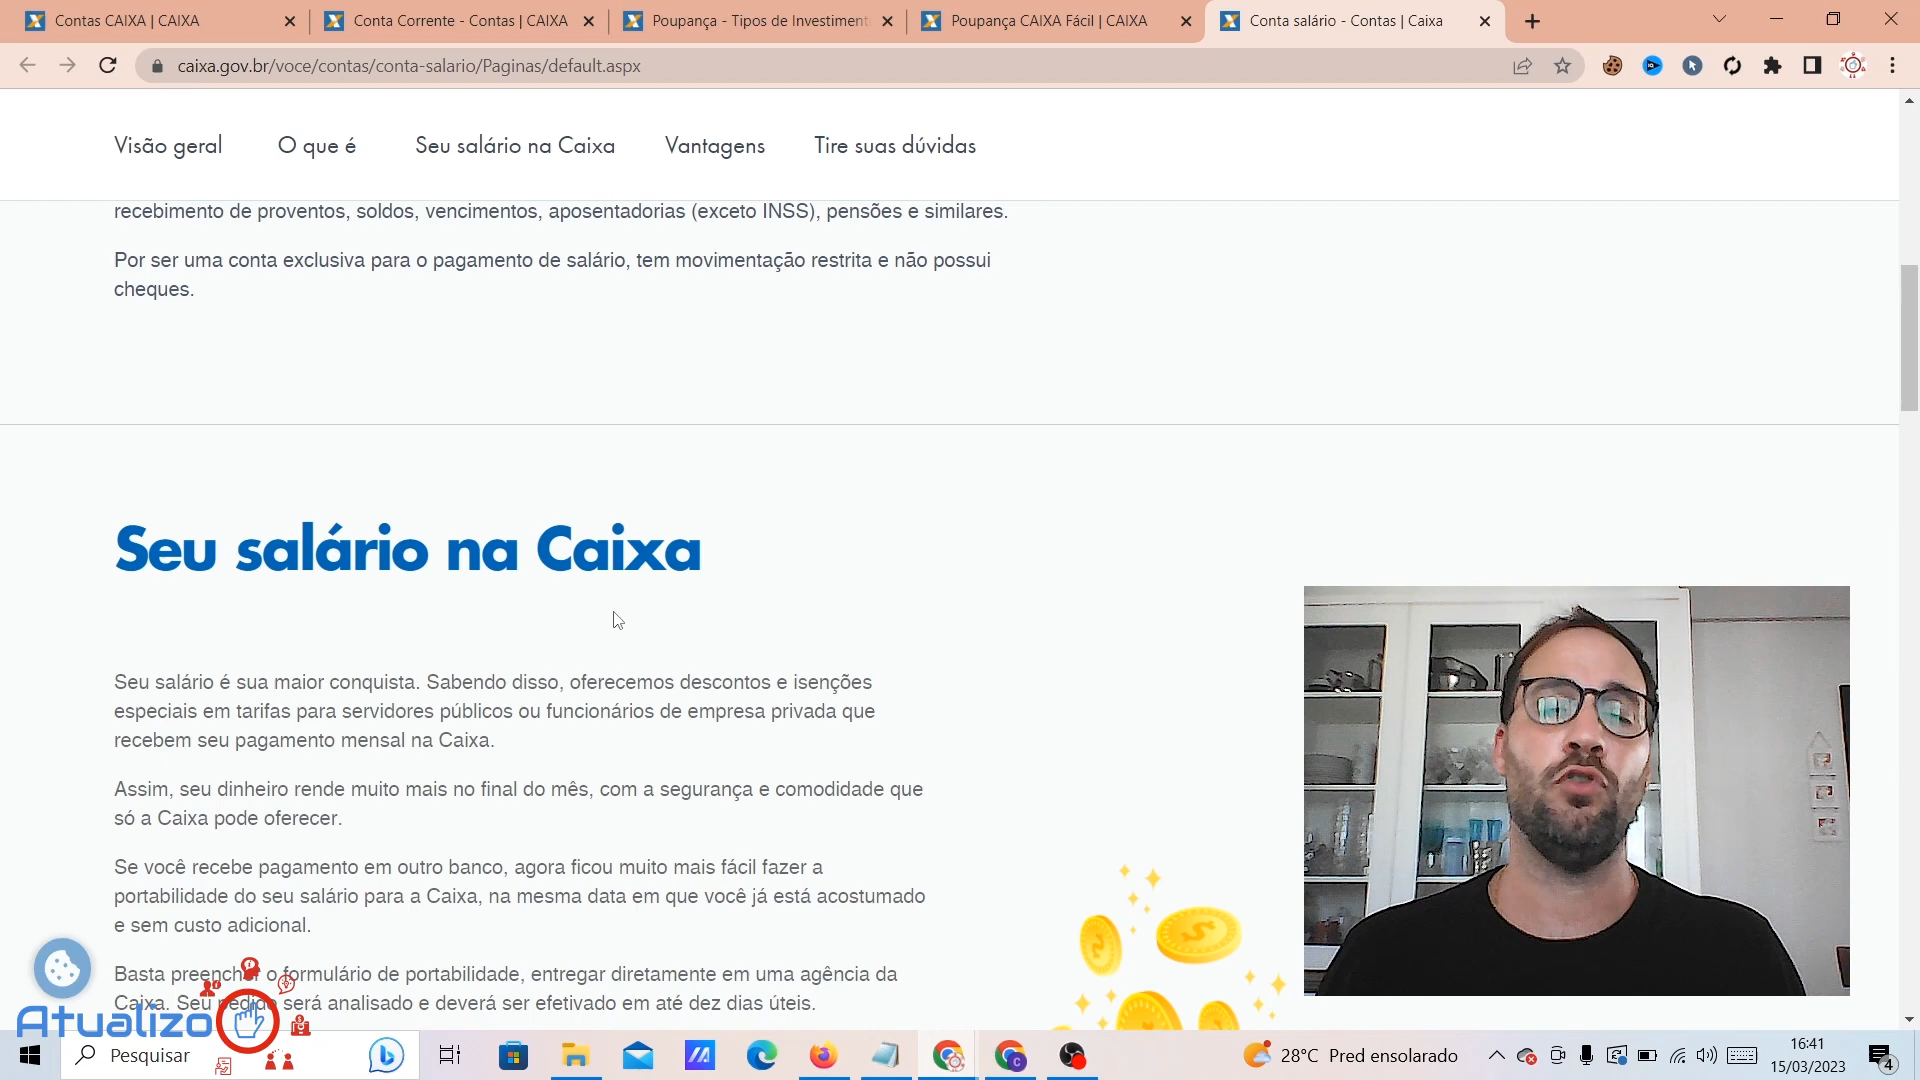 Contas CAIXA | CAIXA
Conta Corrente - Contas | CAIXA
Poupança - Tipos de Investiment
Poupança CAIXA Fácil | CAIXA
Conta salário - Contas | Caixa
caixa.gov.br/voce/contas/conta-salario/Paginas/default.aspx
Visão geral
O que é
Seu salário na Caixa
Vantagens
Tire suas dúvidas
recebimento de proventos, soldos, vencimentos, aposentadorias (exceto INSS), pensões e similares.
Por ser uma conta exclusiva para o pagamento de salário, tem movimentação restrita e não possui
cheques.
Seu salário na Caixa
Seu salário é sua maior conquista. Sabendo disso, oferecemos descontos e isenções
especiais em tarifas para servidores públicos ou funcionários de empresa privada que
recebem seu pagamento mensal na Caixa.
Assim, seu dinheiro rende muito mais no final do mês, com a segurança e comodidade que
só a Caixa pode oferecer.
Se você recebe pagamento em outro banco, agora ficou muito mais fácil fazer a
portabilidade do seu salário para a Caixa, na mesma data em que você já está acostumado
e sem custo adicional.
Basta preencher o formulário de portabilidade, entregar diretamente em uma agência da
Caixa. Seu pedido será analisado e deverá ser efetivado em até dez dias úteis.
Atualizo
Pesquisar
28°C Pred ensolarado
16:41
15/03/2023
4